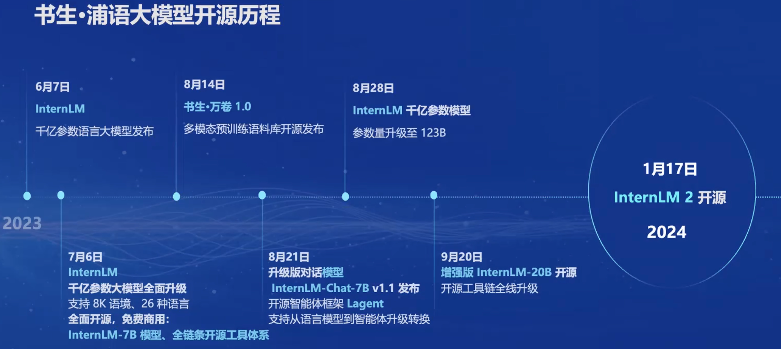 书生·浦语大模型开源历程
6月7日
InternLM
千亿参数语言大模型发布
8月14日
书生·万卷 1.0
多模态预训练语料库开源发布
8月28日
InternLM 千亿参数模型
参数量升级至 123B
1月17日
InternLM 2 开源
2024
2023
7月6日
InternLM
千亿参数大模型全面升级
支持 8K 语境、26 种语言
全面开源，免费商用：
InternLM-7B 模型、全链条开源工具体系
8月21日
升级版对话模型
InternLM-Chat-7B v1.1 发布
开源智能体框架 Lagent
支持从语言模型到智能体升级转换
9月20日
增强版 InternLM-20B 开源
开源工具链全线升级